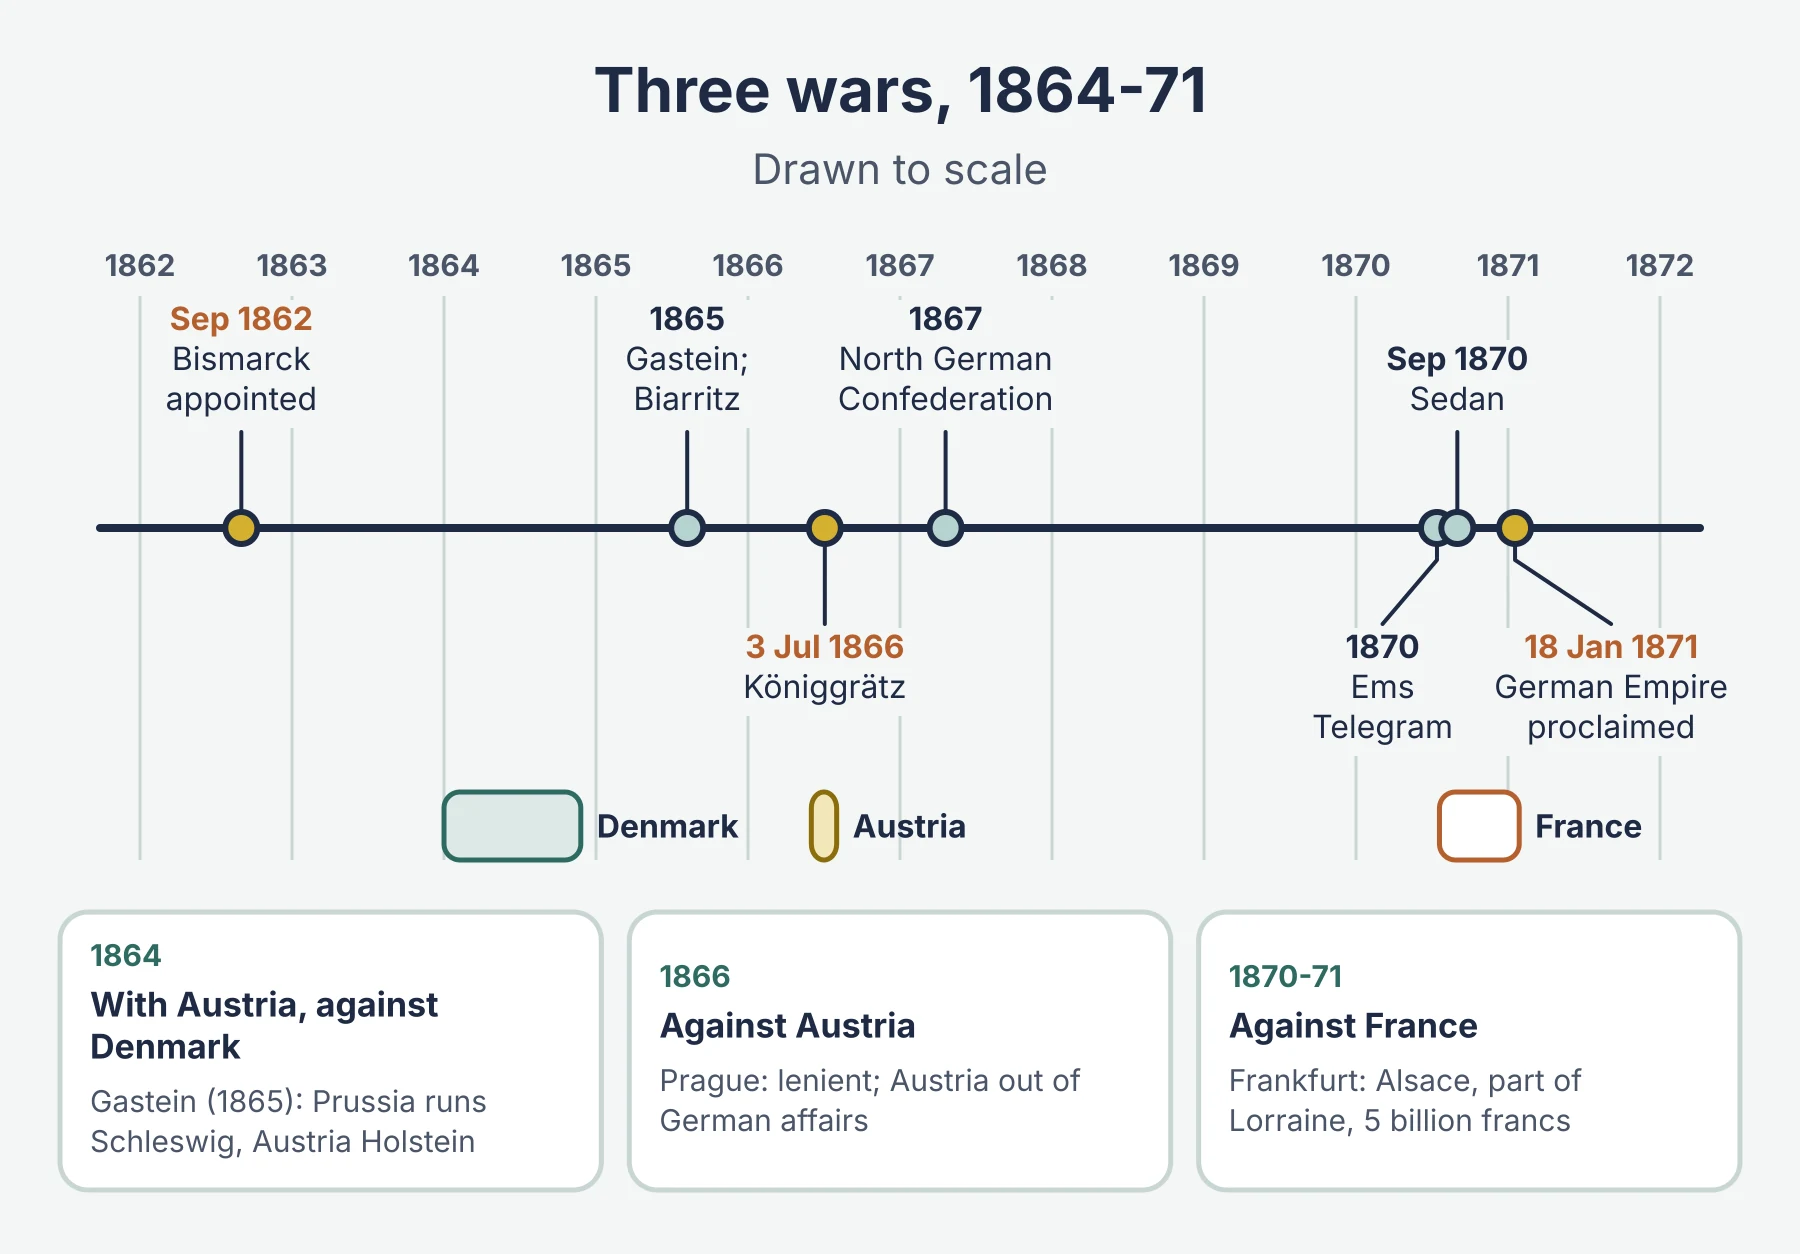 Three wars, 1864-71
Drawn to scale
1862 1863 1864 1865 1866 1867 1868 1869 1870 1871 1872
Sep 1862
Bismarck
appointed
1865
Gastein;
Biarritz
1867
North German
Confederation
Sep 1870
Sedan
3 Jul 1866
Königgrätz
1870
Ems
Telegram
18 Jan 1871
German Empire
proclaimed
Denmark
Austria
France
1864
With Austria, against
Denmark
Gastein (1865): Prussia runs
Schleswig, Austria Holstein
1866
Against Austria
Prague: lenient; Austria out of
German affairs
1870-71
Against France
Frankfurt: Alsace, part of
Lorraine, 5 billion francs